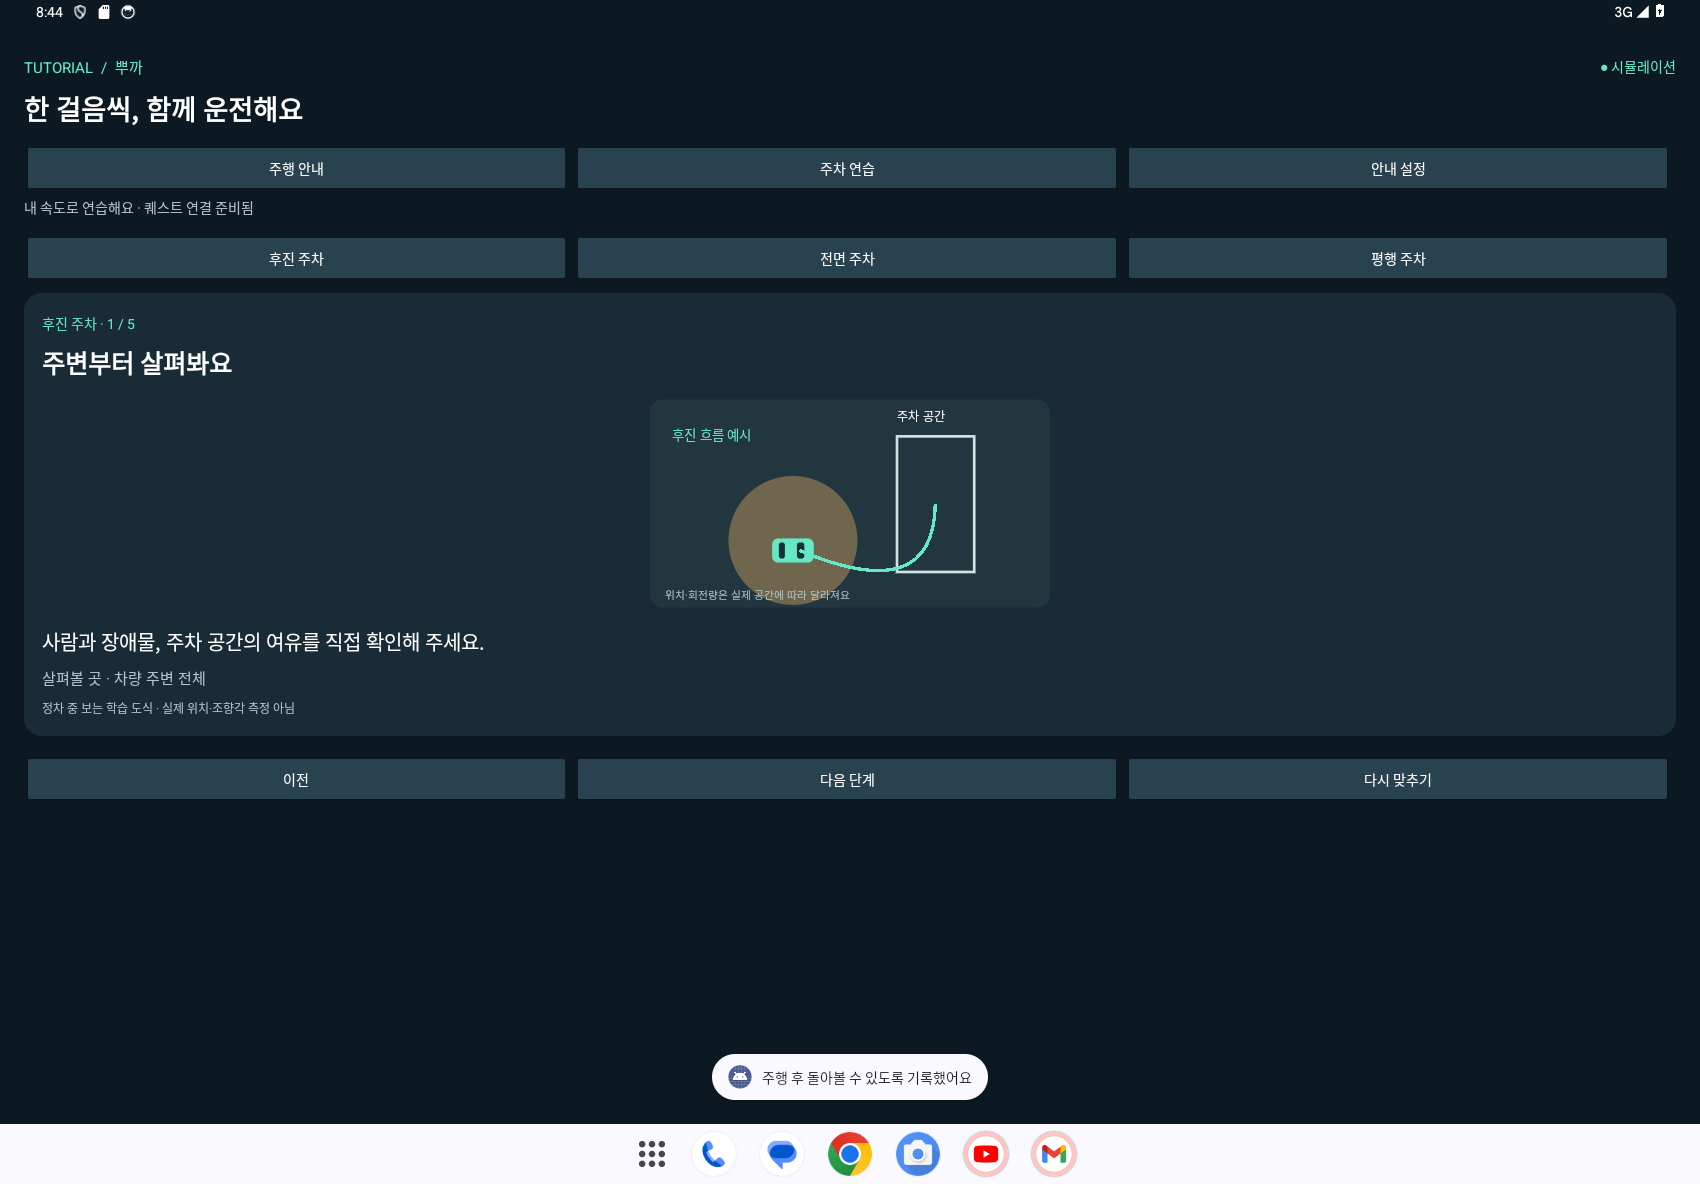 8:44
3G
TUTORIAL / 뿌까
● 시뮬레이션
한 걸음씩, 함께 운전해요
주행 안내
주차 연습
안내 설정
내 속도로 연습해요 · 퀘스트 연결 준비됨
후진 주차
전면 주차
평행 주차
후진 주차 · 1 / 5
주변부터 살펴봐요
주차 공간
후진 흐름 예시
위치·회전량은 실제 공간에 따라 달라져요
사람과 장애물, 주차 공간의 여유를 직접 확인해 주세요.
살펴볼 곳 · 차량 주변 전체
정차 중 보는 학습 도식 · 실제 위치·조향각 측정 아님
이전
다음 단계
다시 맞추기
주행 후 돌아볼 수 있도록 기록했어요